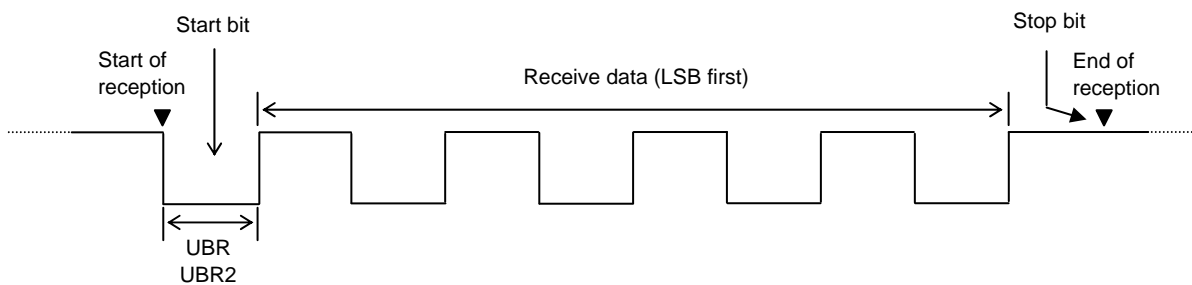 Start bit
Stop bit
Start of
reception
Receive data (LSB first)
End of
reception
UBR
UBR2